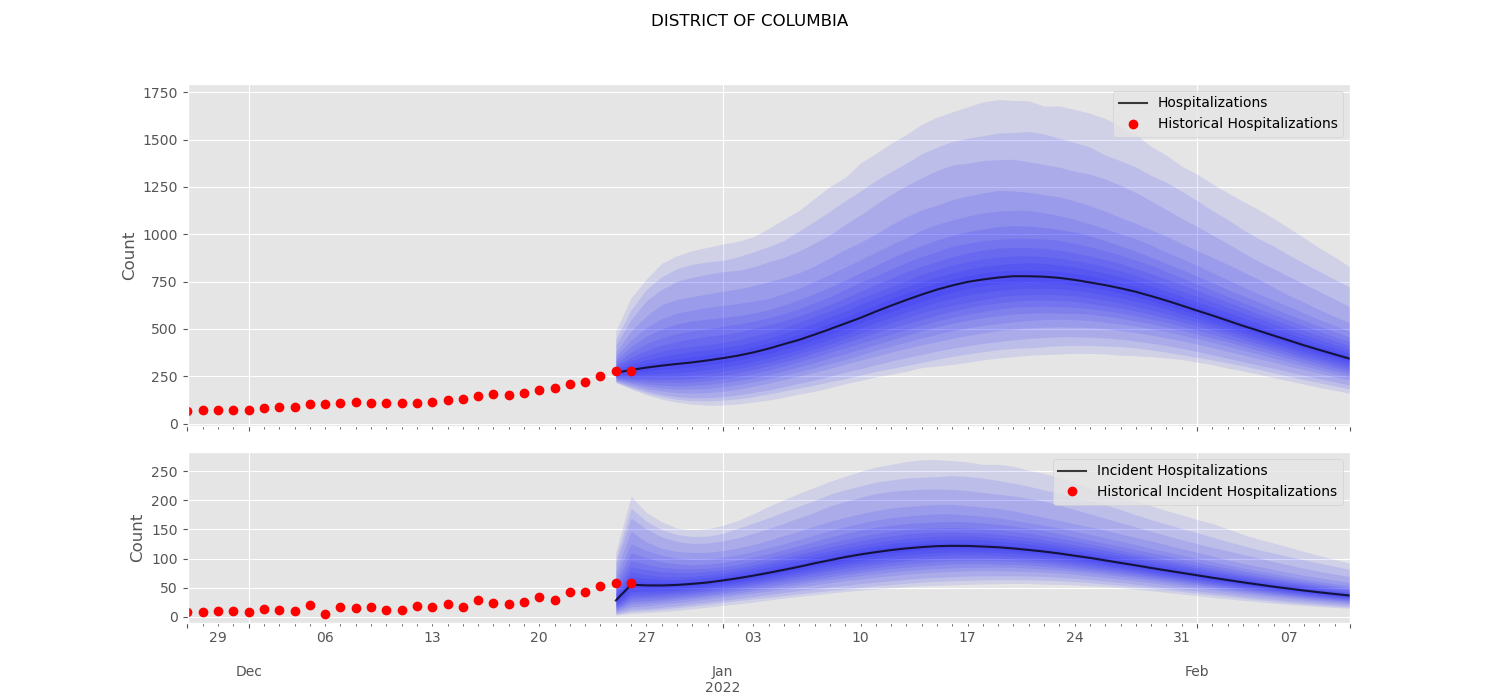 DISTRICT OF COLUMBIA
1750
1500
1250
1000
750
500
250
0
Count
Hospitalizations
Historical Hospitalizations
250
200
150
100
50
0
Count
Incident Hospitalizations
Historical Incident Hospitalizations
29 06 13 20 27 03 10 17 24 31 07
Dec Jan Feb
2022